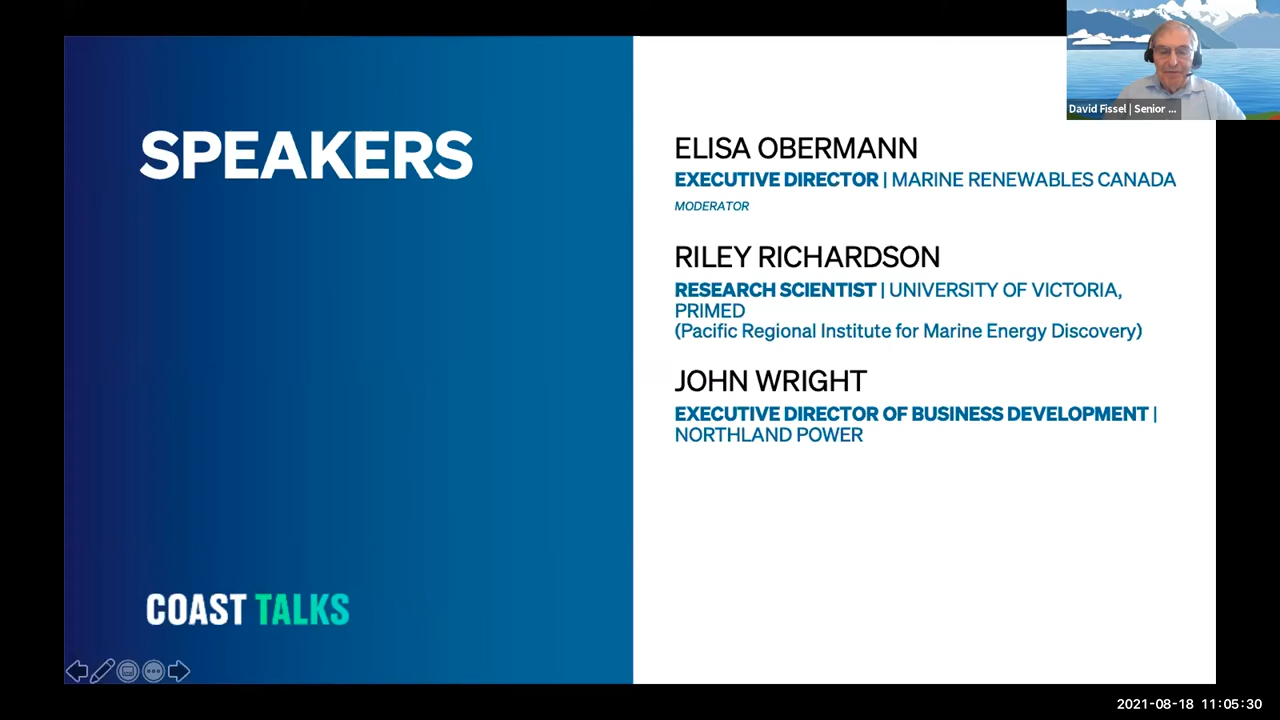 SPEAKERS
ELISA OBERMANN
EXECUTIVE DIRECTOR | MARINE RENEWABLES CANADA
MODERATOR
RILEY RICHARDSON
RESEARCH SCIENTIST | UNIVERSITY OF VICTORIA,
PRIMED
(Pacific Regional Institute for Marine Energy Discovery)
JOHN WRIGHT
EXECUTIVE DIRECTOR OF BUSINESS DEVELOPMENT |
NORTHLAND POWER
COAST TALKS
David Fissel | Senior ...
2021-08-18 11:05:30